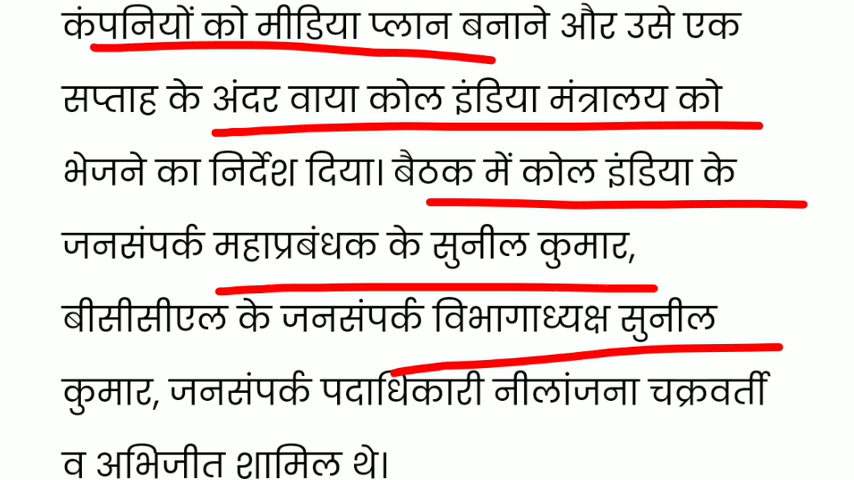 कंपनियों को मीडिया प्लान बनाने और उसे एक
सप्ताह के अंदर वाया कोल इंडिया मंत्रालय को
भेजने का निर्देश दिया। बैठक में कोल इंडिया के
जनसंपर्क महाप्रबंधक के सुनील कुमार,
बीसीसीएल के जनसंपर्क विभागाध्यक्ष सुनील
कुमार, जनसंपर्क पदाधिकारी नीलांजना चक्रवर्ती
व अभिजीत शामिल थे।